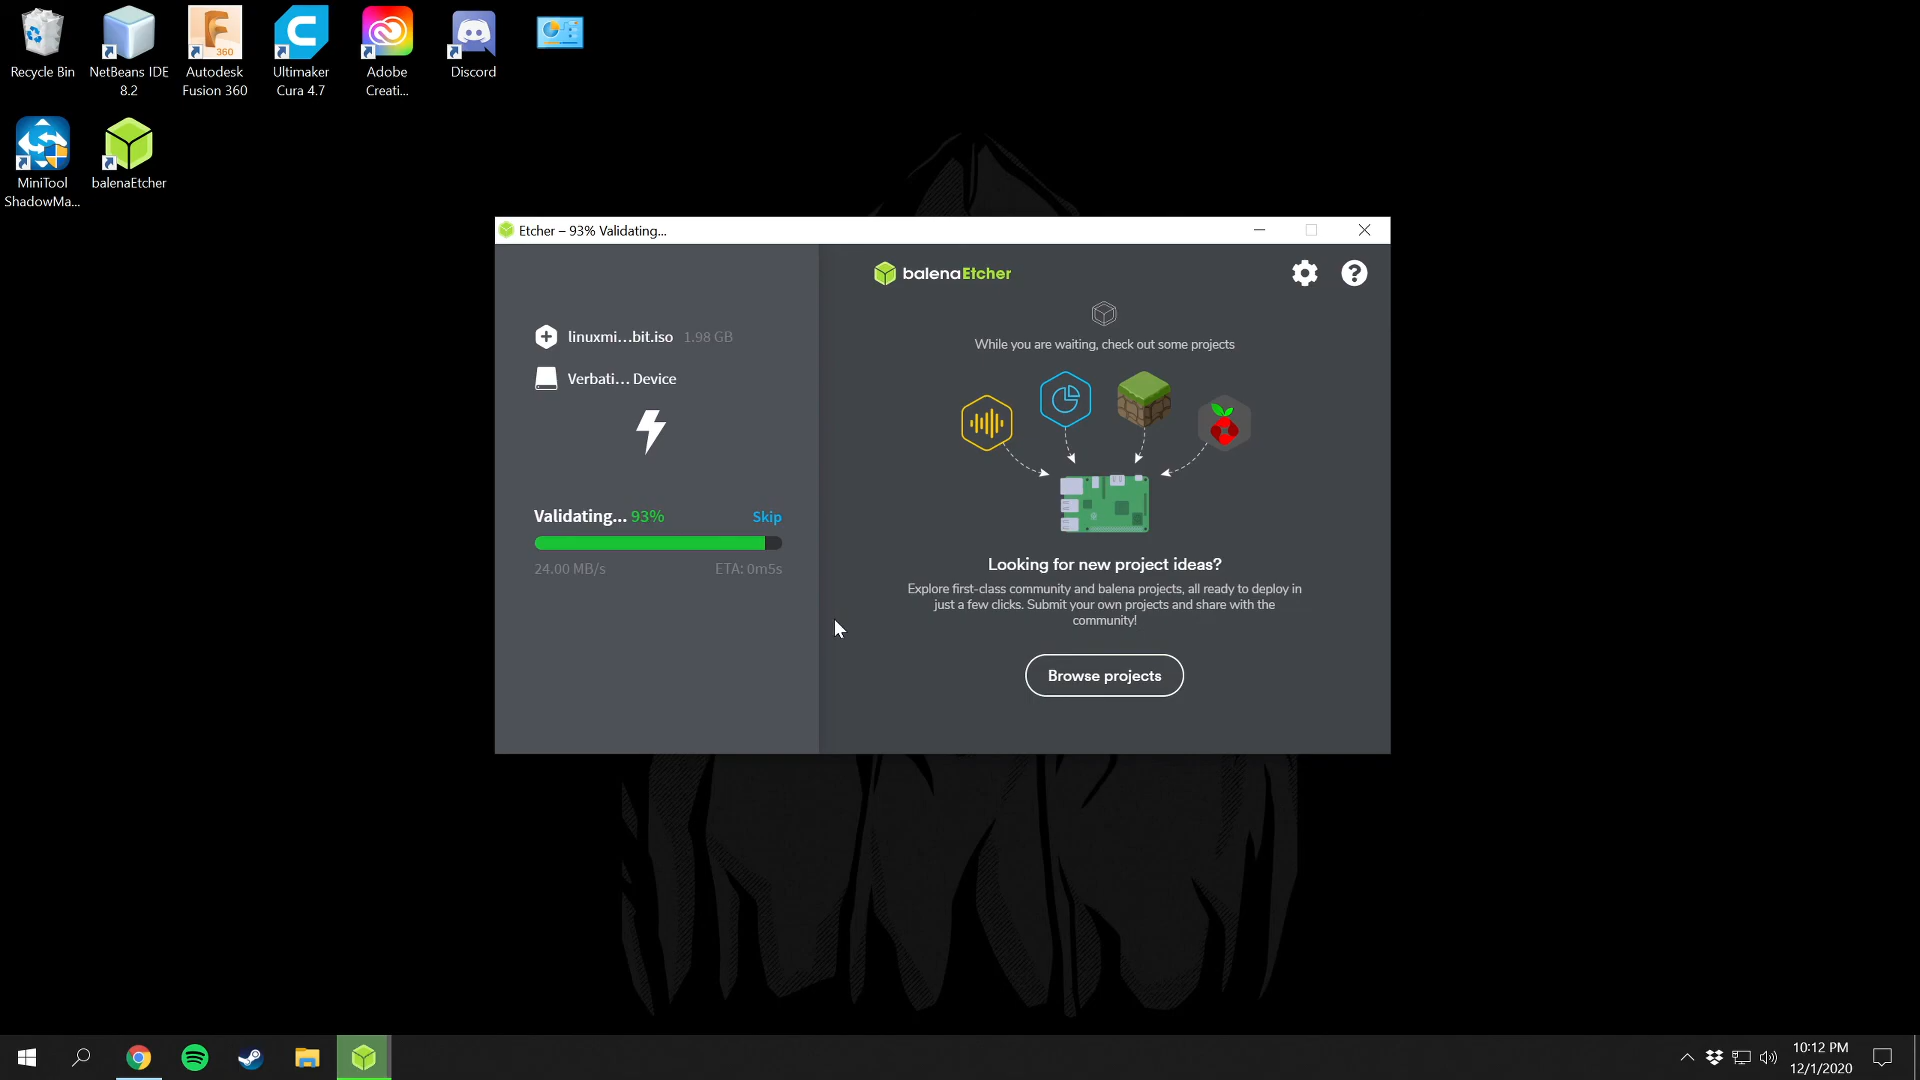 Recycle Bin
NetBeans IDE
8.2
Autodesk
Fusion 360
360
Ultimaker
Cura 4.7
Adobe
Creati...
Discord
MiniTool
ShadowMa...
balenaEtcher
Etcher – 93% Validating...
balenaEtcher
linuxmi...bit.iso 1.98 GB
Verbati... Device
While you are waiting, check out some projects
Validating... 93% Skip
24.00 MB/s ETA: 0m5s
Looking for new project ideas?
Explore first-class community and balena projects, all ready to deploy in
just a few clicks. Submit your own projects and share with the
community!
Browse projects
10:12 PM
12/1/2020